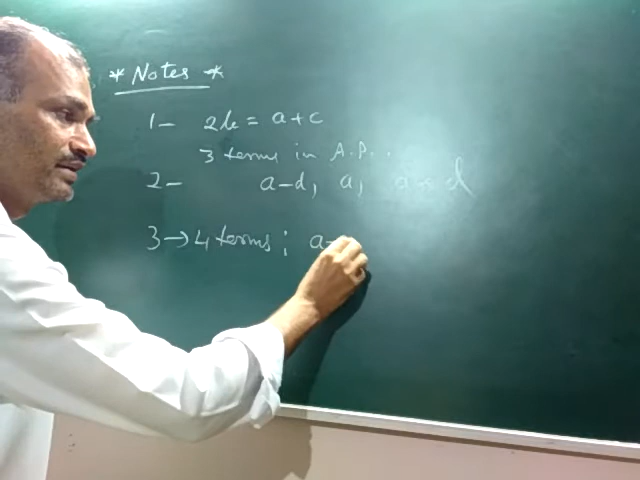 * Notes *
1- 2b = a+c
3 terms in A.P..
2- a-d, a, a+d
3→4 terms; a-